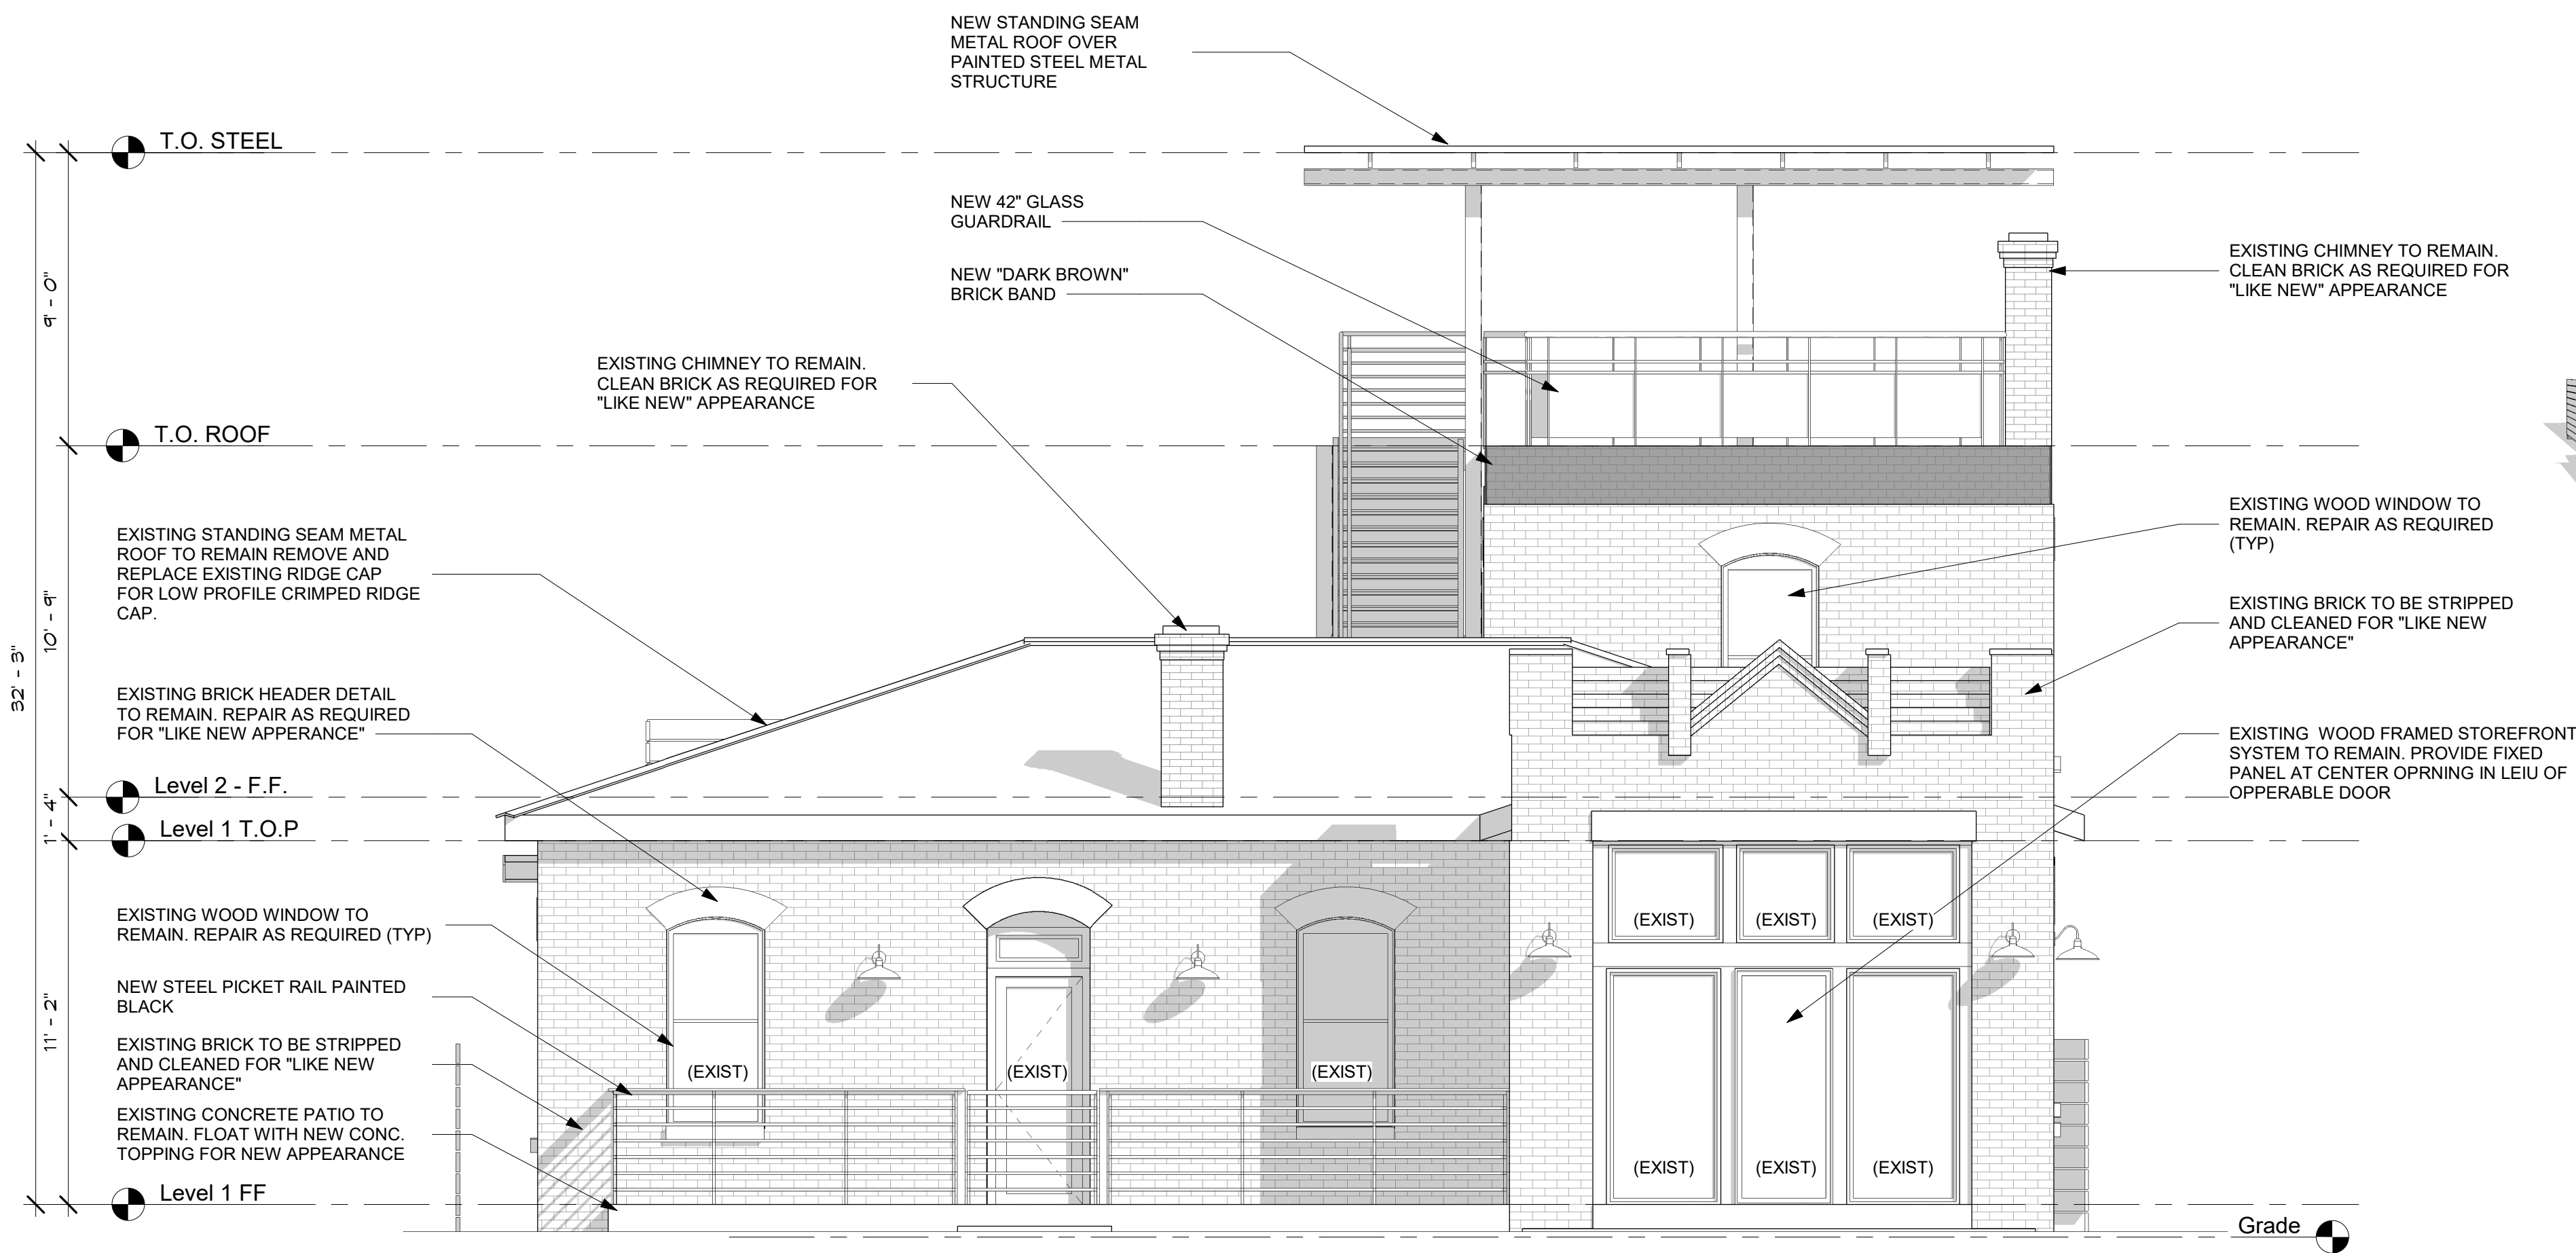 NEW STANDING SEAM
METAL ROOF OVER
PAINTED STEEL METAL
STRUCTURE
T.O. STEEL
NEW 42" GLASS
GUARDRAIL
NEW "DARK BROWN"
BRICK BAND
EXISTING CHIMNEY TO REMAIN.
CLEAN BRICK AS REQUIRED FOR
"LIKE NEW" APPEARANCE
9' - 0"
EXISTING CHIMNEY TO REMAIN.
CLEAN BRICK AS REQUIRED FOR
"LIKE NEW" APPEARANCE
T.O. ROOF
EXISTING STANDING SEAM METAL
ROOF TO REMAIN REMOVE AND
REPLACE EXISTING RIDGE CAP
FOR LOW PROFILE CRIMPED RIDGE
CAP.
EXISTING WOOD WINDOW TO
REMAIN. REPAIR AS REQUIRED
(TYP)
10' - 9"
32' - 3"
EXISTING BRICK TO BE STRIPPED
AND CLEANED FOR "LIKE NEW
APPEARANCE"
EXISTING BRICK HEADER DETAIL
TO REMAIN. REPAIR AS REQUIRED
FOR "LIKE NEW APPERANCE"
EXISTING WOOD FRAMED STOREFRONT
SYSTEM TO REMAIN. PROVIDE FIXED
PANEL AT CENTER OPRNING IN LEIU OF
OPPERABLE DOOR
Level 2 - F.F.
1' - 4"
Level 1 T.O.P
EXISTING WOOD WINDOW TO
REMAIN. REPAIR AS REQUIRED (TYP)
(EXIST)
(EXIST)
(EXIST)
NEW STEEL PICKET RAIL PAINTED
BLACK
11' - 2"
EXISTING BRICK TO BE STRIPPED
AND CLEANED FOR "LIKE NEW
APPEARANCE"
(EXIST)
(EXIST)
(EXIST)
EXISTING CONCRETE PATIO TO
REMAIN. FLOAT WITH NEW CONC.
TOPPING FOR NEW APPEARANCE
(EXIST)
(EXIST)
(EXIST)
Level 1 FF
Grade